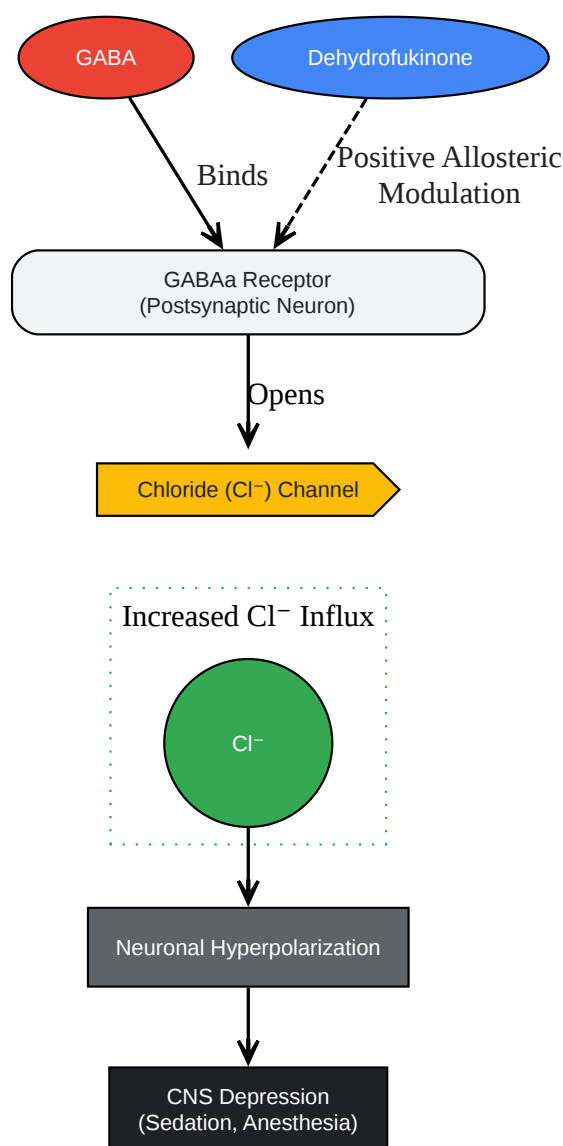 GABA
Dehydrofukinone
Binds
Positive Allosteric
Modulation
GABAa Receptor
(Postsynaptic Neuron)
Opens
Chloride (Cl⁻) Channel
Increased Cl⁻ Influx
Cl⁻
Neuronal Hyperpolarization
CNS Depression
(Sedation, Anesthesia)